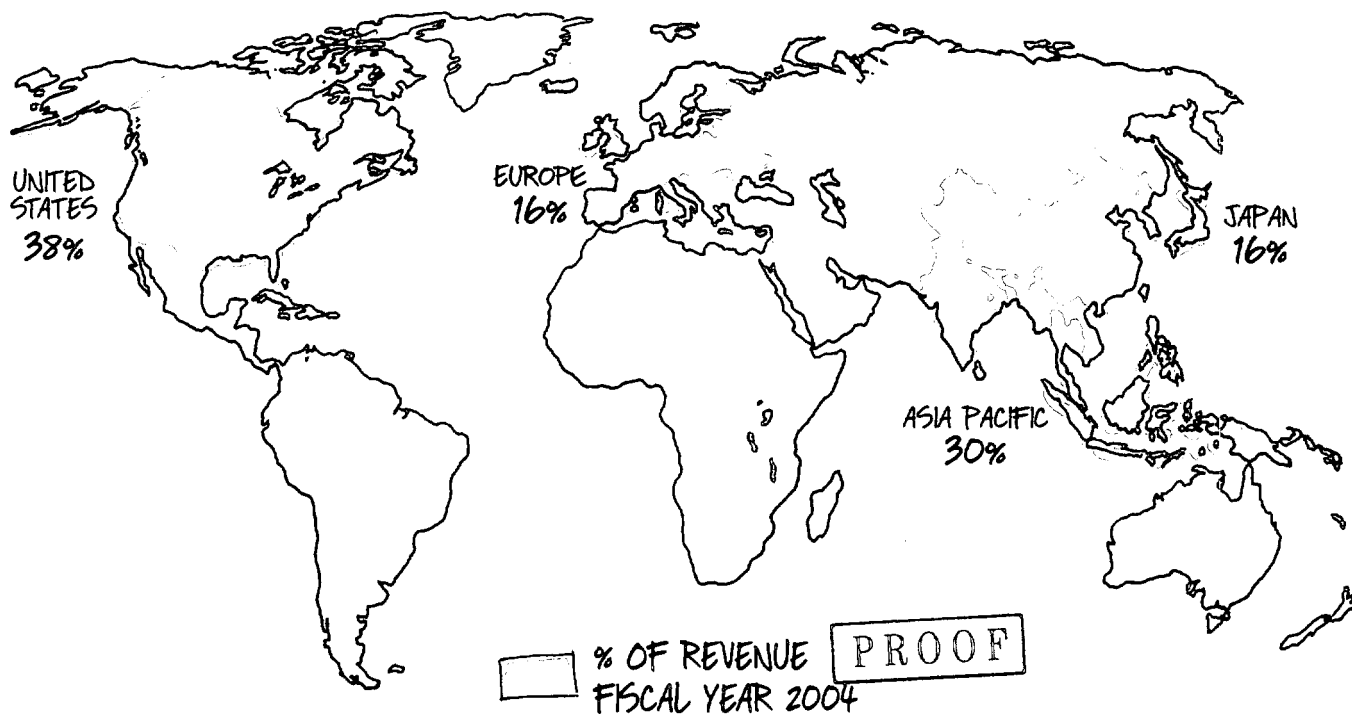 UNITED
STATES
38%
EUROPE
16%
JAPAN
16%
ASIA PACIFIC
30%
% OF REVENUE
FISCAL YEAR 2004
PROOF